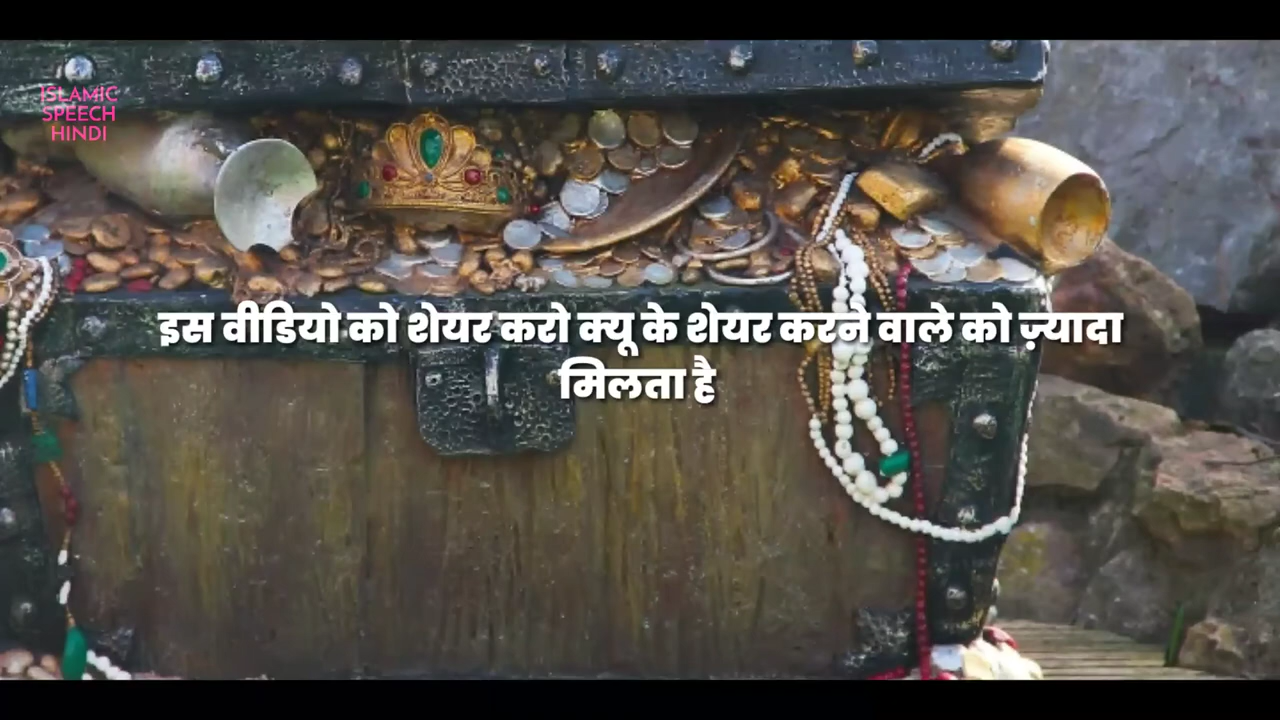 ISLAMIC
SPEECH
HINDI
इस वीडियो को शेयर करो क्यू के शेयर करने वाले को ज़्यादा
मिलता है